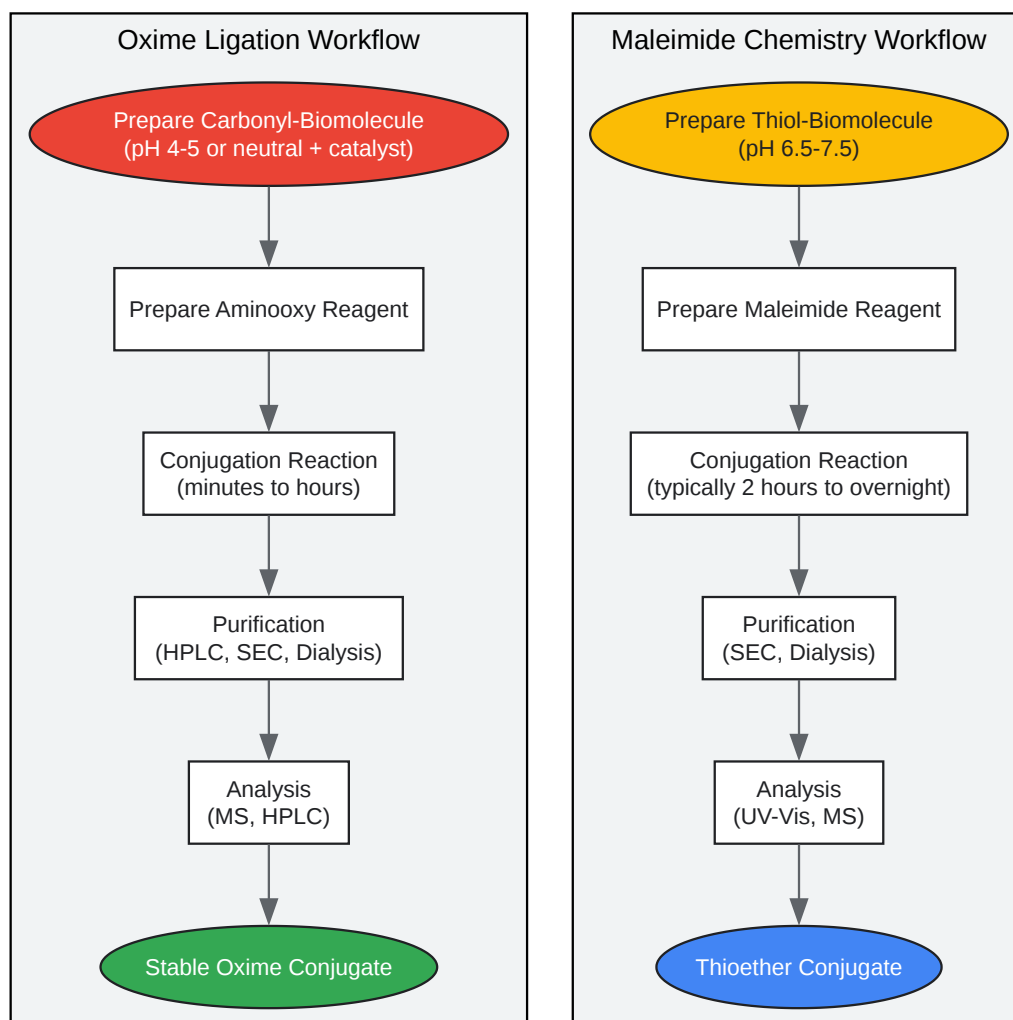 Oxime Ligation Workflow
Prepare Carbonyl-Biomolecule
(pH 4-5 or neutral + catalyst)
Prepare Aminooxy Reagent
Conjugation Reaction
(minutes to hours)
Purification
(HPLC, SEC, Dialysis)
Analysis
(MS, HPLC)
Stable Oxime Conjugate
Maleimide Chemistry Workflow
Prepare Thiol-Biomolecule
(pH 6.5-7.5)
Prepare Maleimide Reagent
Conjugation Reaction
(typically 2 hours to overnight)
Purification
(SEC, Dialysis)
Analysis
(UV-Vis, MS)
Thioether Conjugate